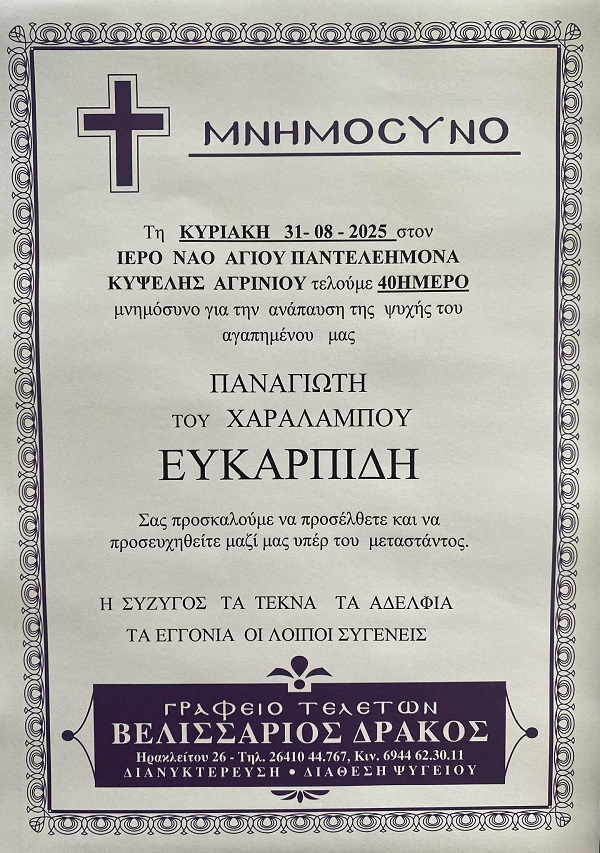 ΜΝΗΜΟΣΥΝΟ
Τη ΚΥΡΙΑΚΗ 31- 08 - 2025 στον
ΙΕΡΟ ΝΑΟ ΑΓΙΟΥ ΠΑΝΤΕΛΕΗΜΟΝΑ
ΚΥΨΕΛΗΣ ΑΓΡΙΝΙΟΥ τελούμε 40ΗΜΕΡΟ
μνημόσυνο για την ανάπαυση της ψυχής του
αγαπημένου μας
ΠΑΝΑΓΙΩΤΗ
ΤΟΥ ΧΑΡΑΛΑΜΠΟΥ
ΕΥΚΑΡΠΙΔΗ
Σας προσκαλούμε να προσέλθετε και να
προσευχηθείτε μαζί μας υπέρ του μεταστάντος.
Η ΣΥΖΥΓΟΣ ΤΑ ΤΕΚΝΑ ΤΑ ΑΔΕΛΦΙΑ
ΤΑ ΕΓΓΟΝΙΑ ΟΙ ΛΟΙΠΟΙ ΣΥΓΕΝΕΙΣ
ΓΡΑΦΕΙΟ ΤΕΛΕΤΩΝ
ΒΕΛΙΣΣΑΡΙΟΣ ΔΡΑΚΟΣ
Ηρακλείτου 26 - Τηλ. 26410 44.767, Κιν. 6944 62.30.11
ΔΙΑΝΥΚΤΕΡΕΥΣΗ • ΔΙΑΘΕΣΗ ΨΥΓΕΙΟΥ